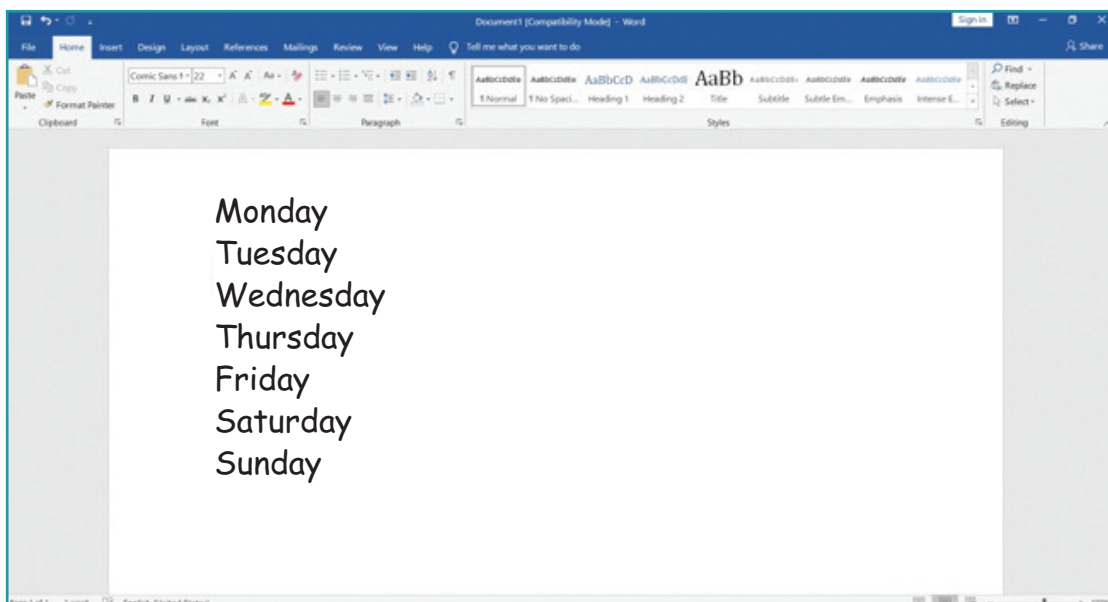 Document1 [Compatibility Mode] - Word
Sign in
File Home Insert Design Layout References Mailings Review View Help Tell me what you want to do
Share
Paste
Cut
Copy
Format Painter
Comic Sans 22
AaBbCcD AaBb
1 Normal 1 No Spaci... Heading 1 Heading 2 Title Subtitle Subtle Em... Emphasis Intense E...
Find
Replace
Select
Clipboard Font Paragraph Styles Editing
Monday
Tuesday
Wednesday
Thursday
Friday
Saturday
Sunday